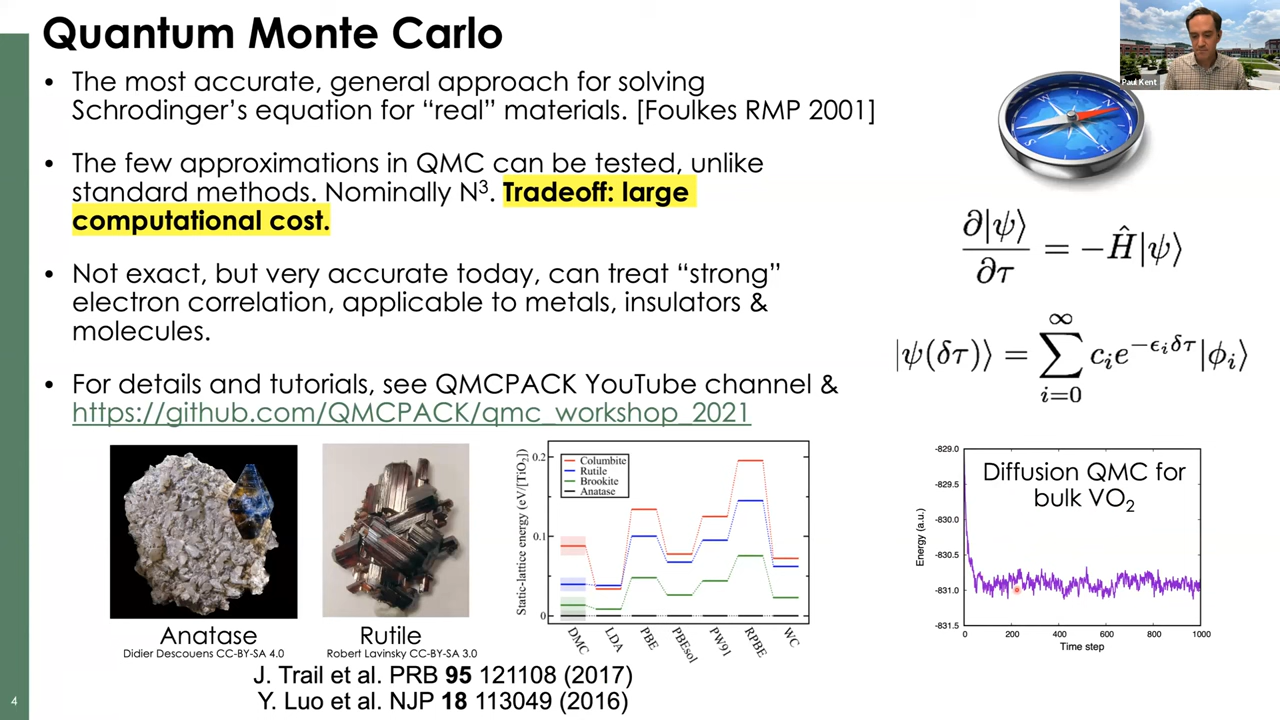 Quantum Monte Carlo
Paul Kent
• The most accurate, general approach for solving
Schrodinger's equation for “real” materials. [Foulkes RMP 2001]
• The few approximations in QMC can be tested, unlike
standard methods. Nominally N³. Tradeoff: large
computational cost.
• Not exact, but very accurate today, can treat “strong”
electron correlation, applicable to metals, insulators &
molecules.
• For details and tutorials, see QMCPACK YouTube channel &
https://github.com/QMCPACK/qmc_workshop_2021
N
E
S
W
∂|ψ⟩/∂τ = −Ĥ|ψ⟩
|ψ(δτ)⟩ = ∑_{i=0}^{∞} c_i e^{−ϵ_i δτ}|ϕ_i⟩
Anatase
Didier Descouens CC-BY-SA 4.0
Rutile
Robert Lavinsky CC-BY-SA 3.0
Static-lattice energy (eV/[TiO₂])
0.2
0.1
0
Columbite
Rutile
Brookite
Anatase
DMC
LDA
PBE
PBEsol
PW91
RPBE
WC
Diffusion QMC for
bulk VO₂
Energy (a.u.)
-829.0
-829.5
-830.0
-830.5
-831.0
-831.5
0 200 400 600 800 1000
Time step
J. Trail et al. PRB 95 121108 (2017)
Y. Luo et al. NJP 18 113049 (2016)
4